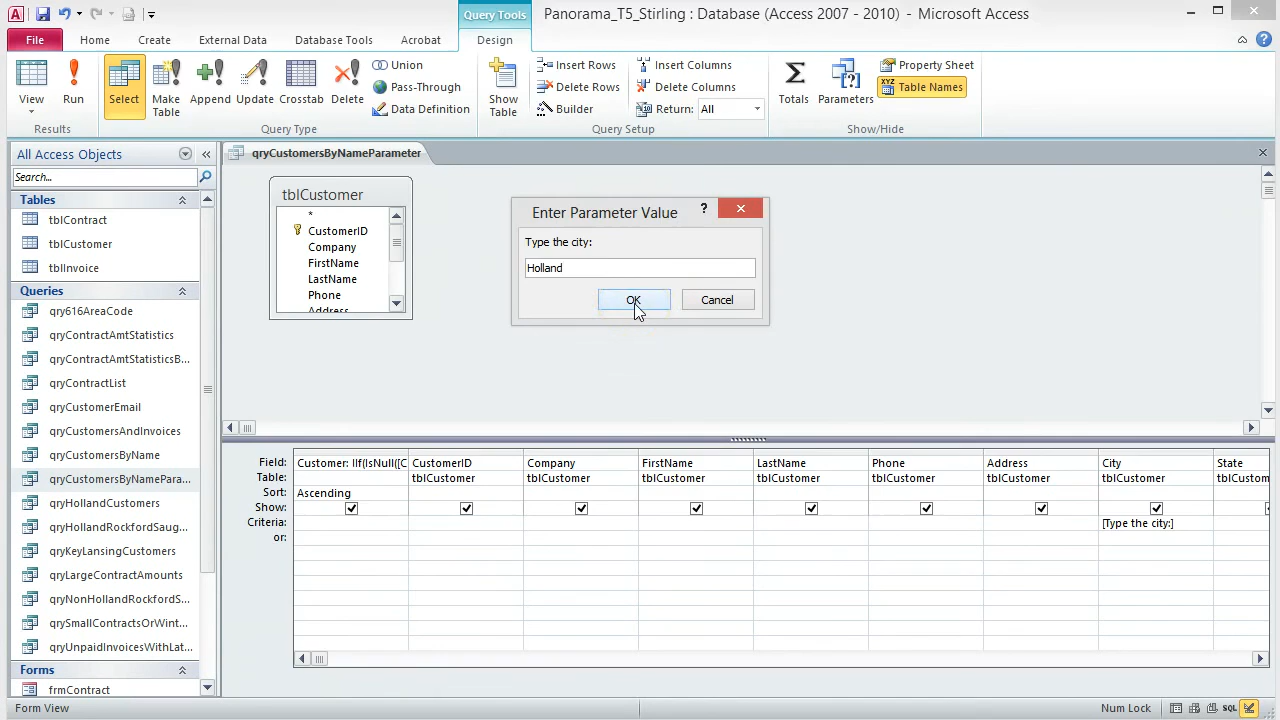 Query Tools
Panorama_T5_Stirling : Database (Access 2007 - 2010) - Microsoft Access
File Home Create External Data Database Tools Acrobat Design
View
Run
Results
Select
Make Table
Append
Update
Crosstab
Delete
Union
Pass-Through
Data Definition
Query Type
Show Table
Insert Rows
Delete Rows
Builder
Insert Columns
Delete Columns
Return: All
Query Setup
Totals
Parameters
Property Sheet
Table Names
Show/Hide
All Access Objects
Search...
Tables
tblContract
tblCustomer
tblInvoice
Queries
qry616AreaCode
qryContractAmtStatistics
qryContractAmtStatisticsB...
qryContractList
qryCustomerEmail
qryCustomersAndInvoices
qryCustomersByName
qryCustomersByNamePara...
qryHollandCustomers
qryHollandRockfordSaug...
qryKeyLansingCustomers
qryLargeContractAmounts
qryNonHollandRockfordS...
qrySmallContractsOrWint...
qryUnpaidInvoicesWithLat...
Forms
frmContract
qryCustomersByNameParameter
tblCustomer
*
CustomerID
Company
FirstName
LastName
Phone
Address
Enter Parameter Value
Type the city:
Holland
OK Cancel
Field: Customer: IIf(IsNull([C CustomerID Company FirstName LastName Phone Address City State
Table: tblCustomer tblCustomer tblCustomer tblCustomer tblCustomer tblCustomer tblCustomer tblCustom
Sort: Ascending
Show:
Criteria: [Type the city:]
or:
Form View
Num Lock
SQL